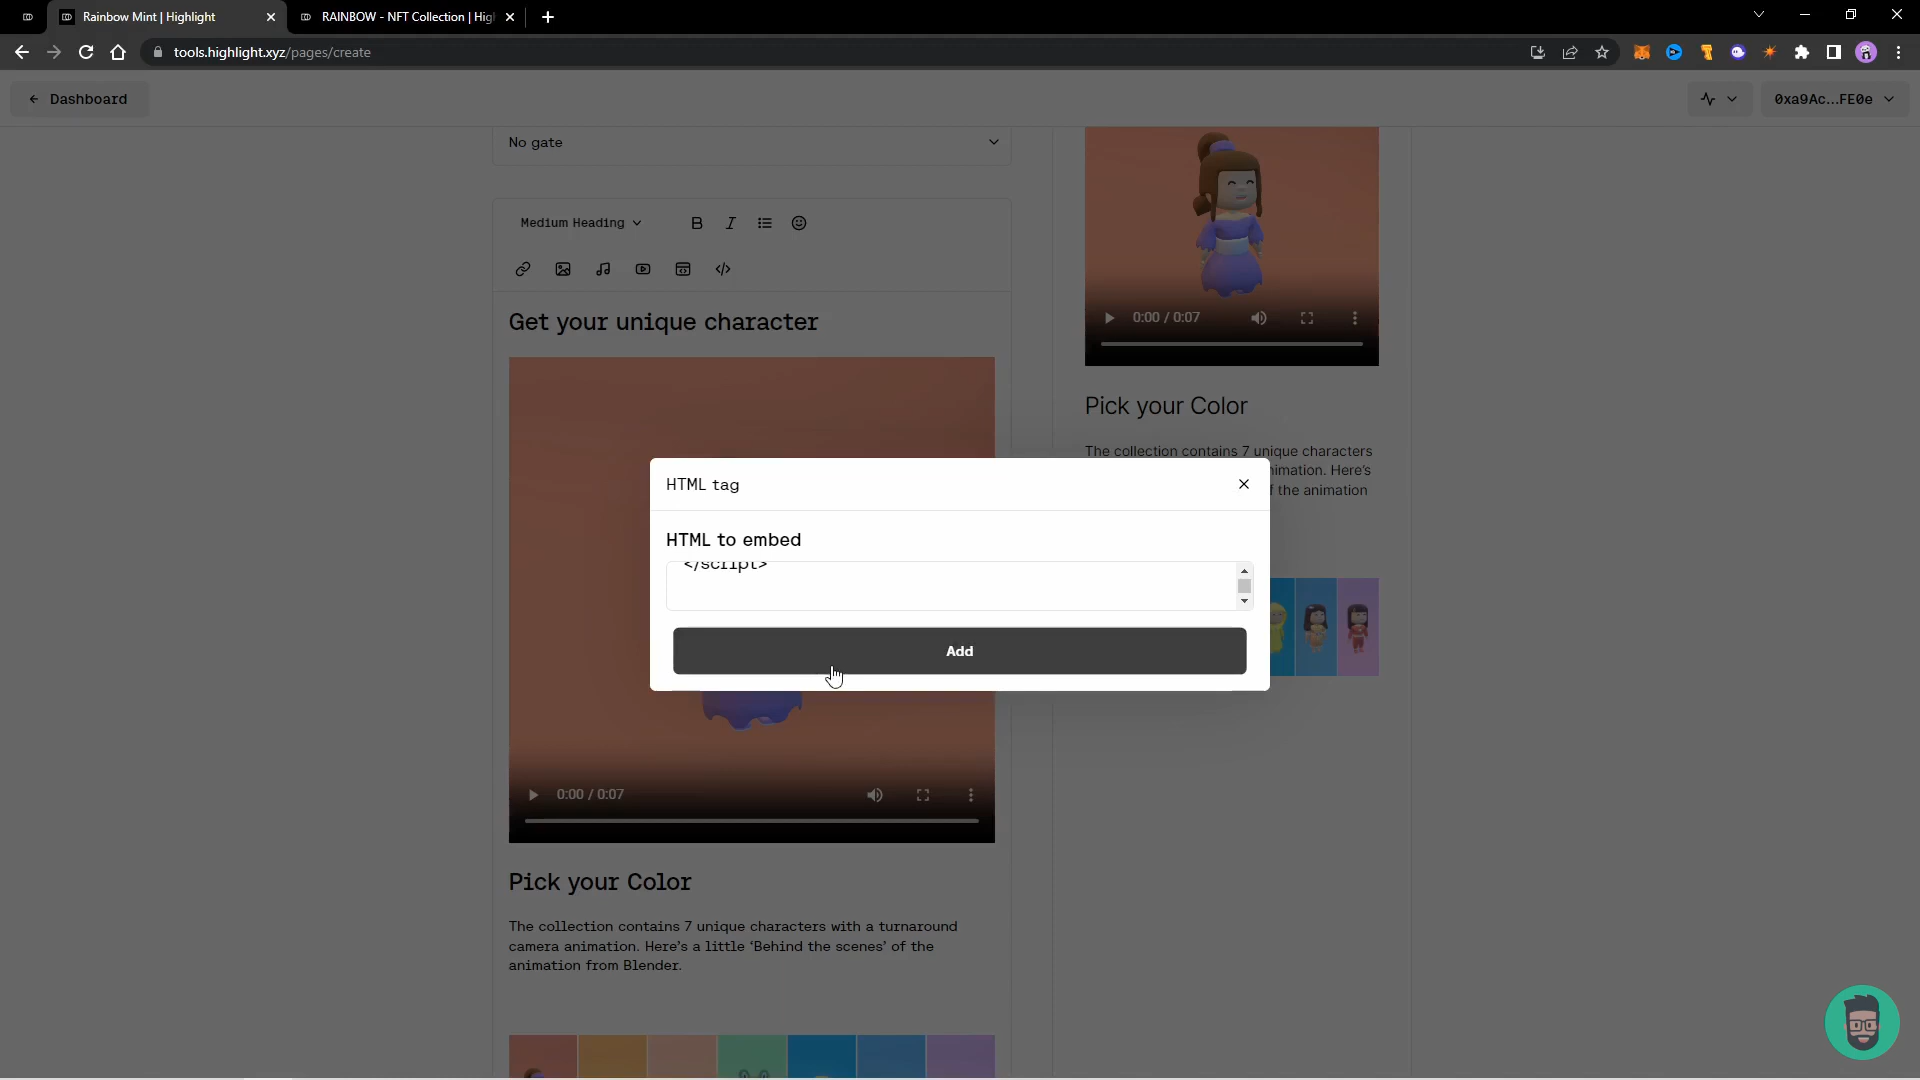 Rainbow Mint | Highlight
RAINBOW - NFT Collection | Hig
tools.highlight.xyz/pages/create
Dashboard
0xa9Ac...FE0e
No gate
Medium Heading
B
I
Get your unique character
0:00 / 0:07
Pick your Color
The collection contains 7 unique characters with a turnaround
camera animation. Here's a little 'Behind the scenes' of the
animation from Blender.
0:00 / 0:07
Pick your Color
The collection contains 7 unique characters
nimation. Here's
f the animation
HTML tag
HTML to embed
</script>
Add